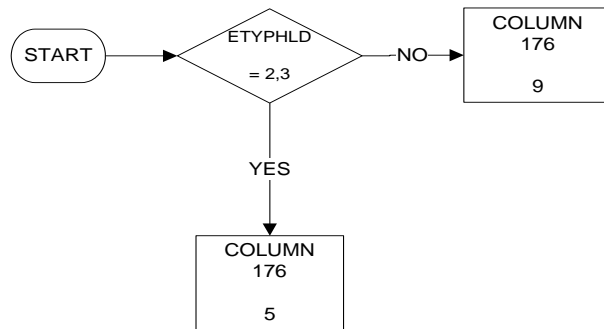 START
ETYPHLD
= 2,3
NO
COLUMN
176
9
YES
COLUMN
176
5